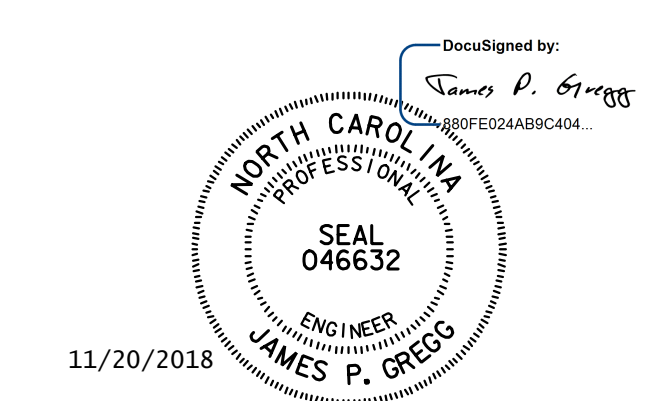 DocuSigned by:
James P. Gregg
880FE024AB9C404...
NORTH CAROLINA
PROFESSIONAL
SEAL
046632
ENGINEER
JAMES P. GREGG
11/20/2018